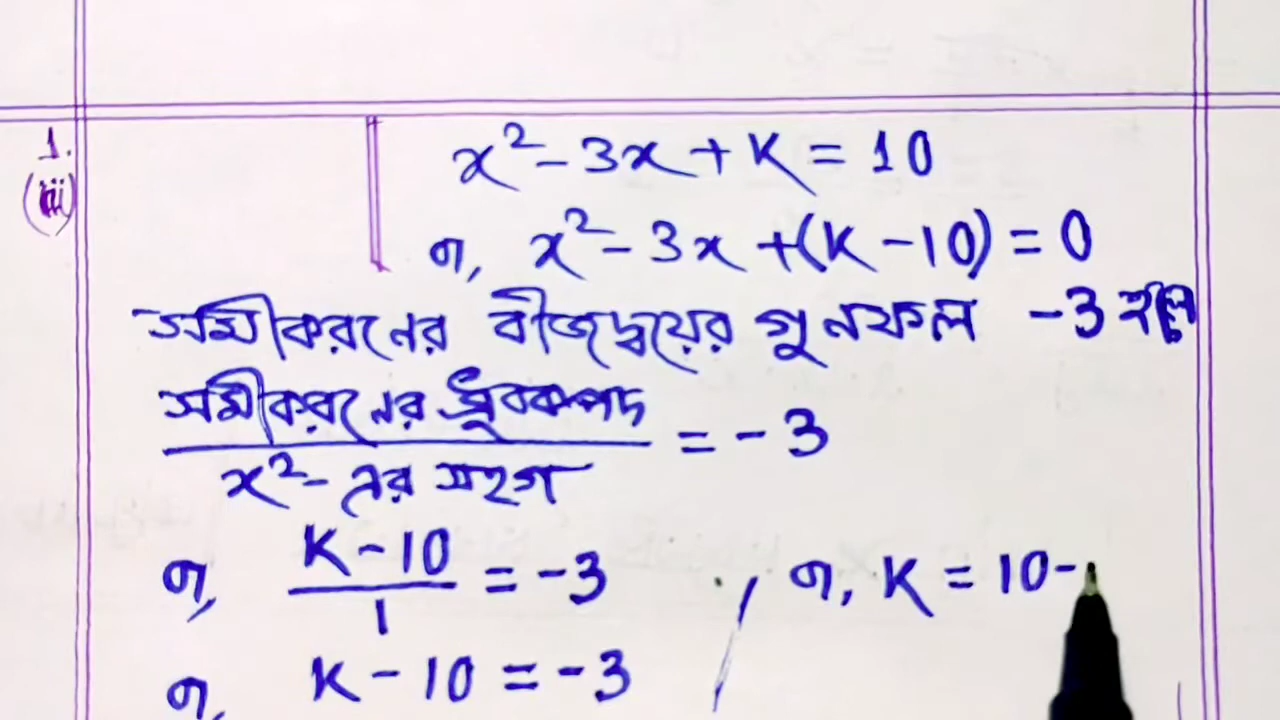 1.
(iii)
x² - 3x + K = 10
বা, x² - 3x + (K - 10) = 0
সমীকরনের বীজদ্বয়ের গুনফল -3 হলে
সমীকরনের ধ্রুবকপদ / x² - এর সহগ = -3
বা, K - 10 / 1 = -3
বা, K - 10 = -3
বা, K = 10 -